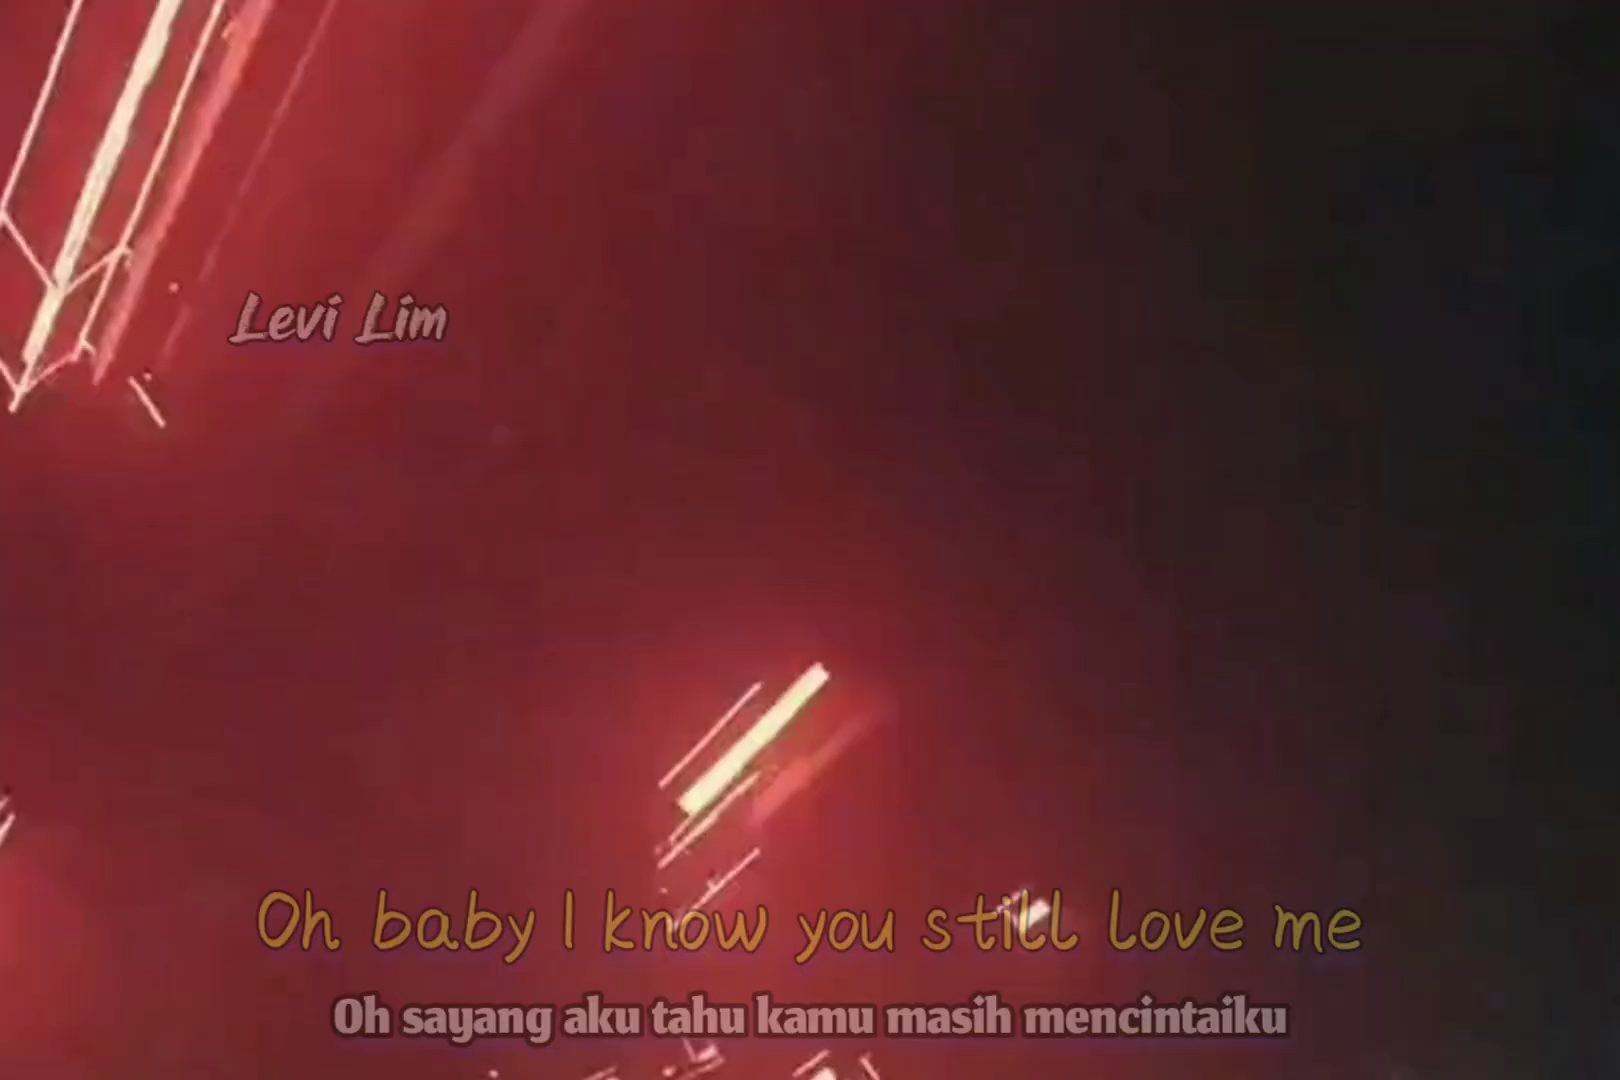 Levi Lim
Oh baby I know you still love me
Oh sayang aku tahu kamu masih mencintaiku